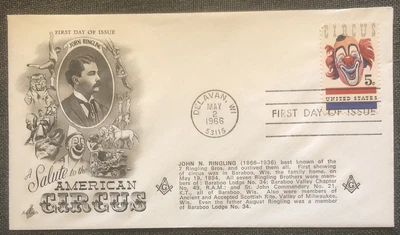 FIRST DAY OF ISSUE
JOHN RINGLING
Salute to the
AMERICAN
CIRCUS
DELAVAN, WI
MAY
2
1966
53115
CIRCUS
5c
UNITED STATES
FIRST DAY OF ISSUE
JOHN N. RINGLING (1866-1936) best known of the
7 Ringling Bros. and outlived them all. First showing
of circus was in Baraboo, Wis., the family home, on
May 19, 1884. All seven Ringling Brothers were mem-
bers of: Baraboo Lodge No. 34; Baraboo Valley Chapter
No. 49, R.A.M.; and St. John Commandery No. 21,
K.T., all of Baraboo, Wis. Also were members of
Ancient and Accepted Scottish Rite, Valley of Milwaukee,
Wis. Even the father August Ringling was a member of
Baraboo Lodge No. 34.